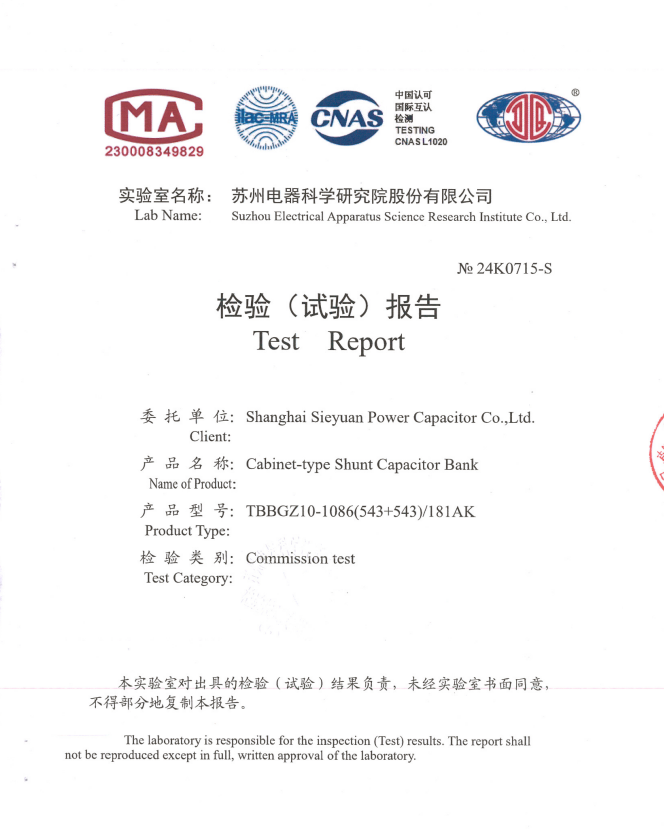 MA
230008349829
ilac-MRA
CNAS
中国认可
国际互认
检测
TESTING
CNAS L1020
®
实验室名称： 苏州电器科学研究院股份有限公司
Lab Name: Suzhou Electrical Apparatus Science Research Institute Co., Ltd.
№ 24K0715-S
检验（试验）报告
Test Report
委 托 单 位: Shanghai Sieyuan Power Capacitor Co.,Ltd.
Client:
产 品 名 称: Cabinet-type Shunt Capacitor Bank
Name of Product:
产 品 型 号: TBBGZ10-1086(543+543)/181AK
Product Type:
检 验 类 别: Commission test
Test Category:
本实验室对出具的检验（试验）结果负责，未经实验室书面同意，
不得部分地复制本报告。
The laboratory is responsible for the inspection (Test) results. The report shall
not be reproduced except in full, written approval of the laboratory.